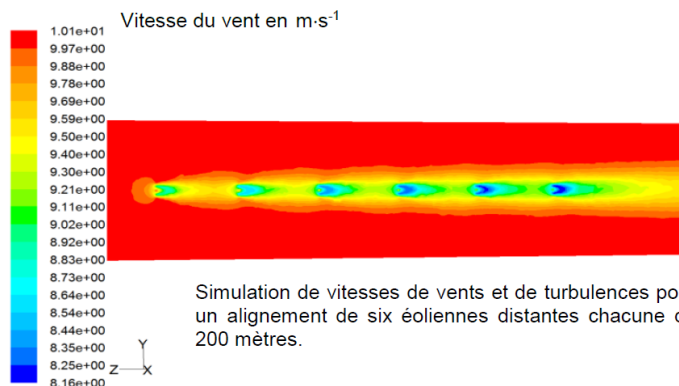 Vitesse du vent en m·s-1
1.01e+01
9.97e+00
9.88e+00
9.78e+00
9.69e+00
9.59e+00
9.50e+00
9.40e+00
9.30e+00
9.21e+00
9.11e+00
9.02e+00
8.92e+00
8.83e+00
8.73e+00
8.64e+00
8.54e+00
8.44e+00
8.35e+00
8.25e+00
8.16e+00
Simulation de vitesses de vents et de turbulences
un alignement de six éoliennes distantes chacune
200 mètres.
Y
Z X